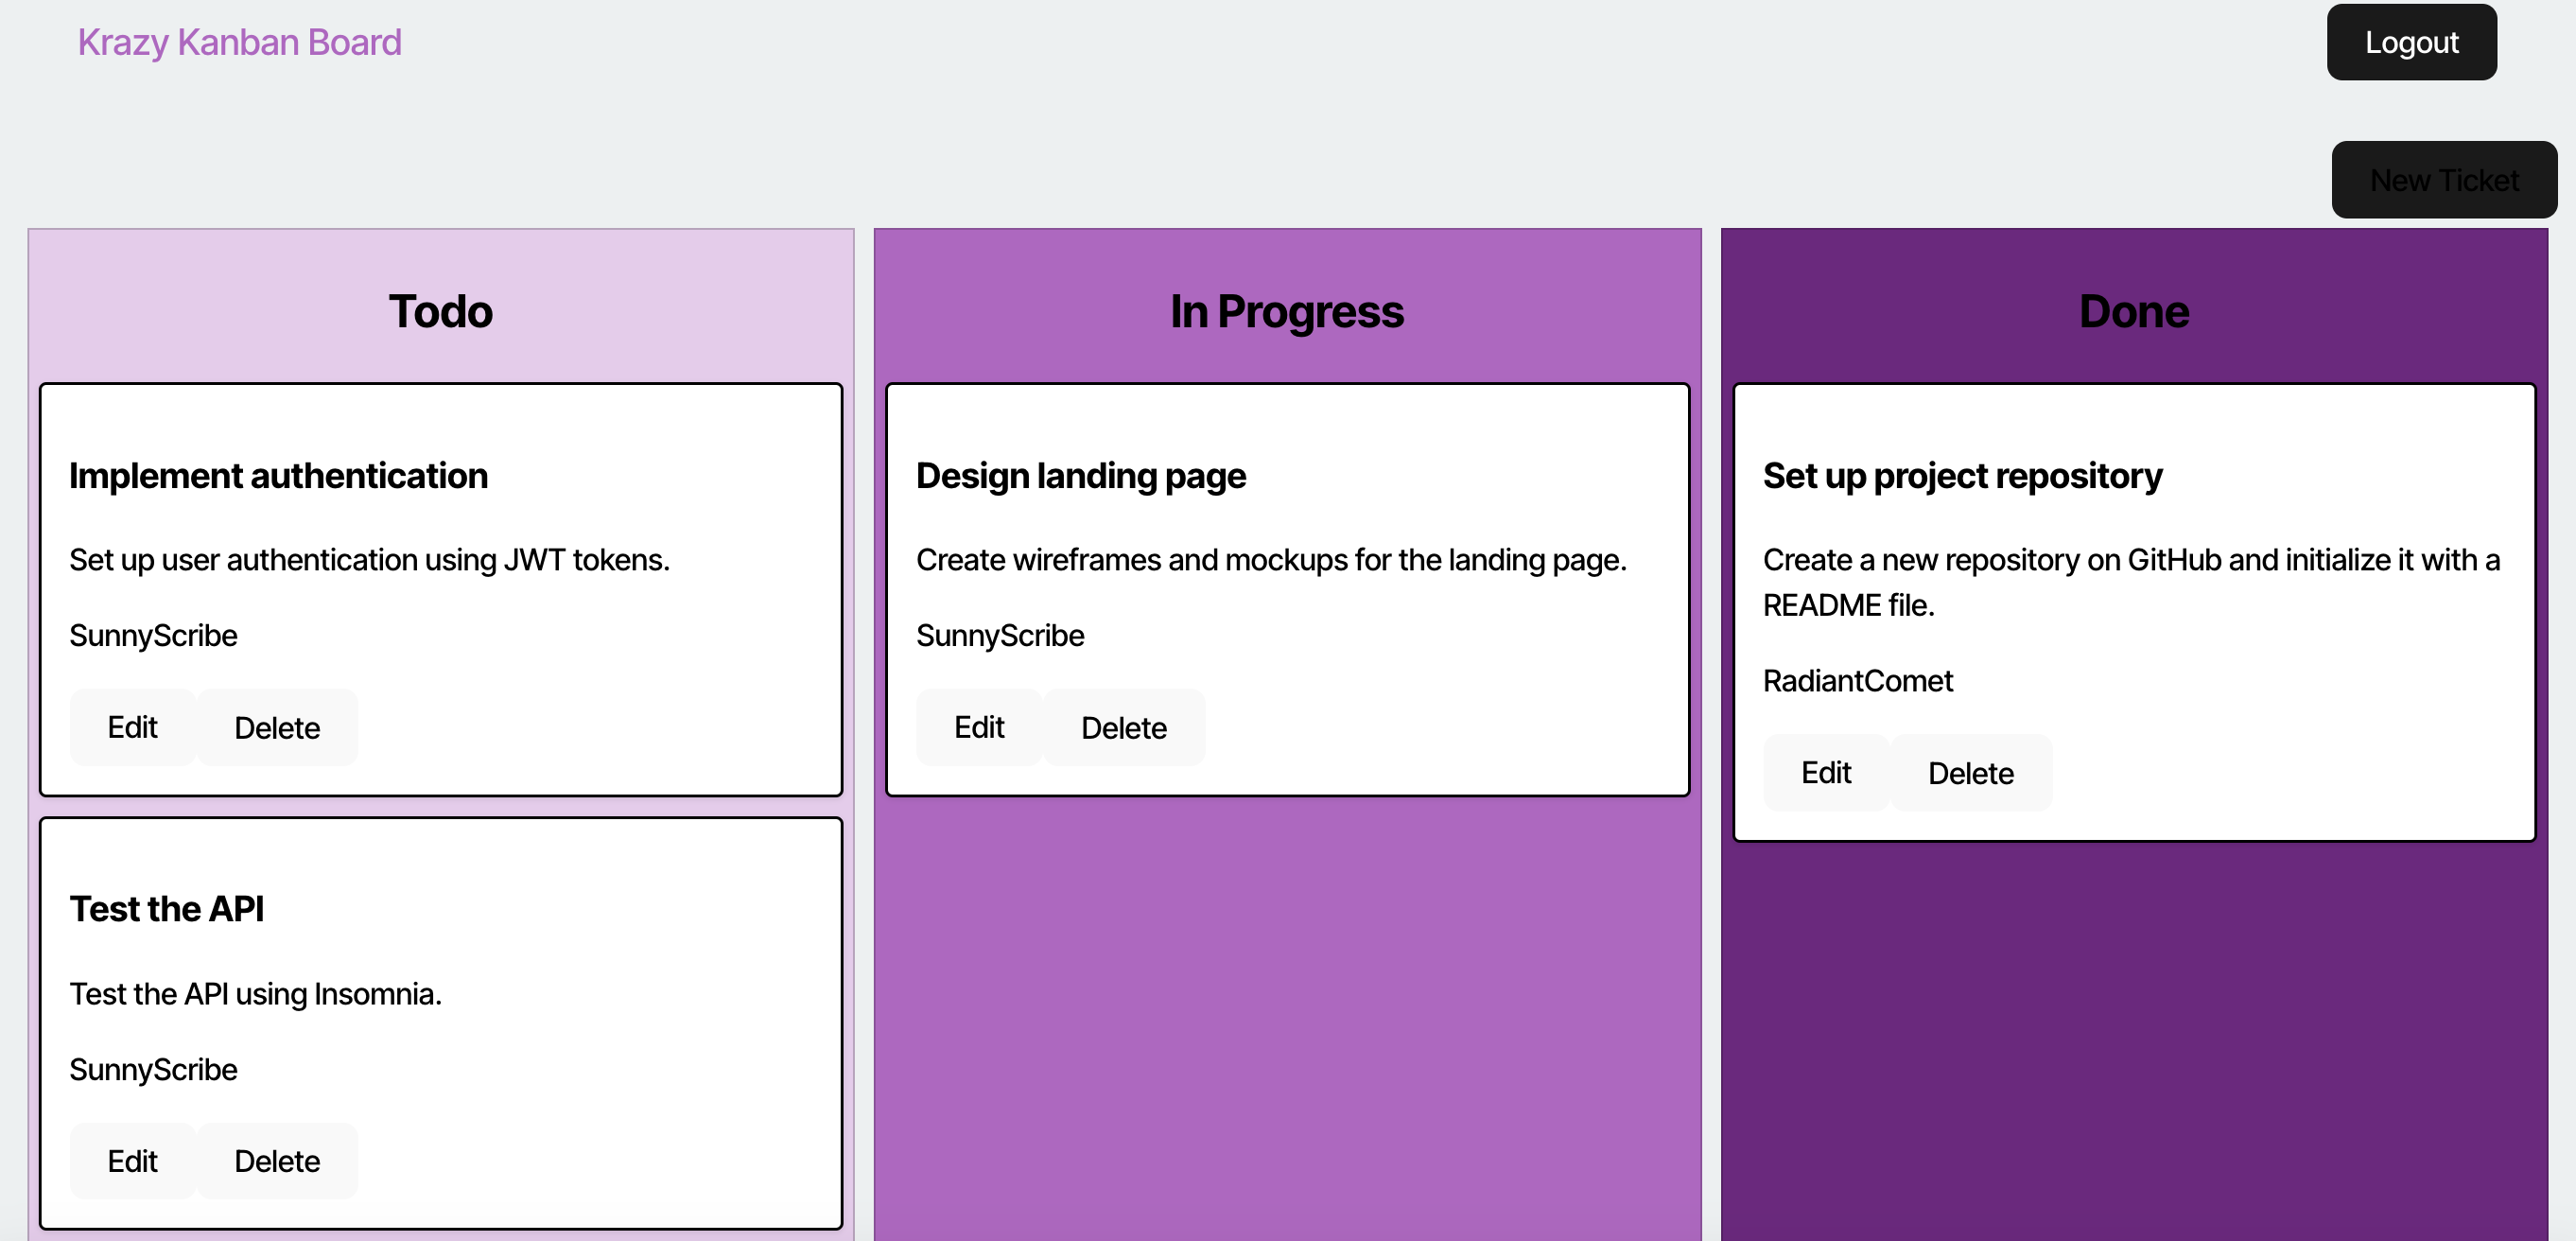 Krazy Kanban Board
Logout
New Ticket
Todo
Implement authentication
Set up user authentication using JWT tokens.
SunnyScribe
Edit
Delete
Test the API
Test the API using Insomnia.
SunnyScribe
Edit
Delete
In Progress
Design landing page
Create wireframes and mockups for the landing page.
SunnyScribe
Edit
Delete
Done
Set up project repository
Create a new repository on GitHub and initialize it with a
README file.
RadiantComet
Edit
Delete